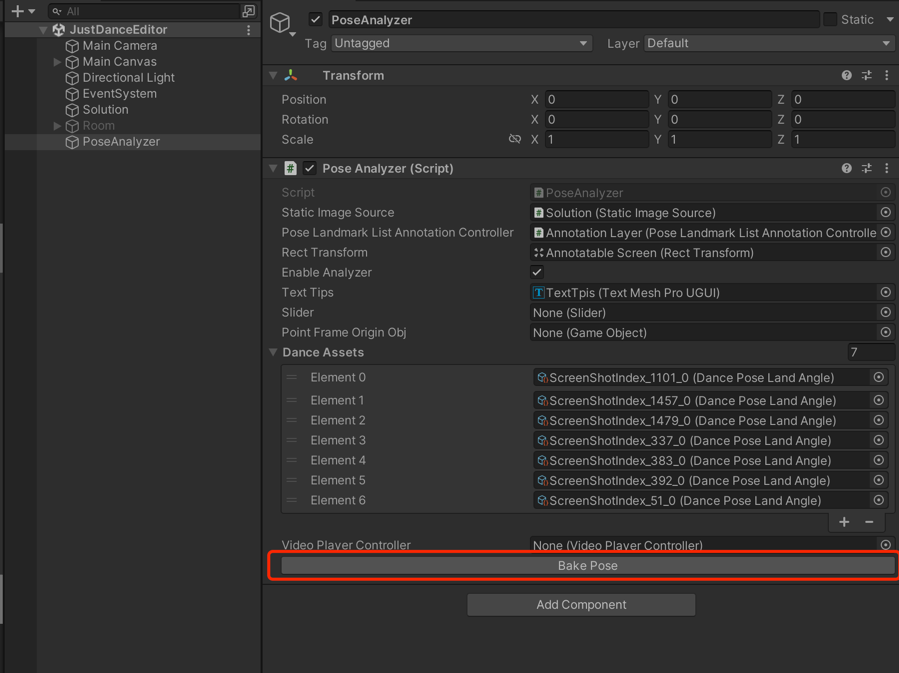 All
JustDanceEditor
Main Camera
Main Canvas
Directional Light
EventSystem
Solution
Room
PoseAnalyzer
PoseAnalyzer Static
Tag Untagged Layer Default
Transform
Position X 0 Y 0 Z 0
Rotation X 0 Y 0 Z 0
Scale X 1 Y 1 Z 1
# Pose Analyzer (Script)
Script # PoseAnalyzer
Static Image Source # Solution (Static Image Source)
Pose Landmark List Annotation Controller # Annotation Layer (Pose Landmark List Annotation Controlle
Rect Transform Annotatable Screen (Rect Transform)
Enable Analyzer
Text Tips T TextTpis (Text Mesh Pro UGUI)
Slider None (Slider)
Point Frame Origin Obj None (Game Object)
Dance Assets 7
Element 0 ScreenShotIndex_1101_0 (Dance Pose Land Angle)
Element 1 ScreenShotIndex_1457_0 (Dance Pose Land Angle)
Element 2 ScreenShotIndex_1479_0 (Dance Pose Land Angle)
Element 3 ScreenShotIndex_337_0 (Dance Pose Land Angle)
Element 4 ScreenShotIndex_383_0 (Dance Pose Land Angle)
Element 5 ScreenShotIndex_392_0 (Dance Pose Land Angle)
Element 6 ScreenShotIndex_51_0 (Dance Pose Land Angle)
+ −
Video Player Controller None (Video Player Controller)
Bake Pose
Add Component